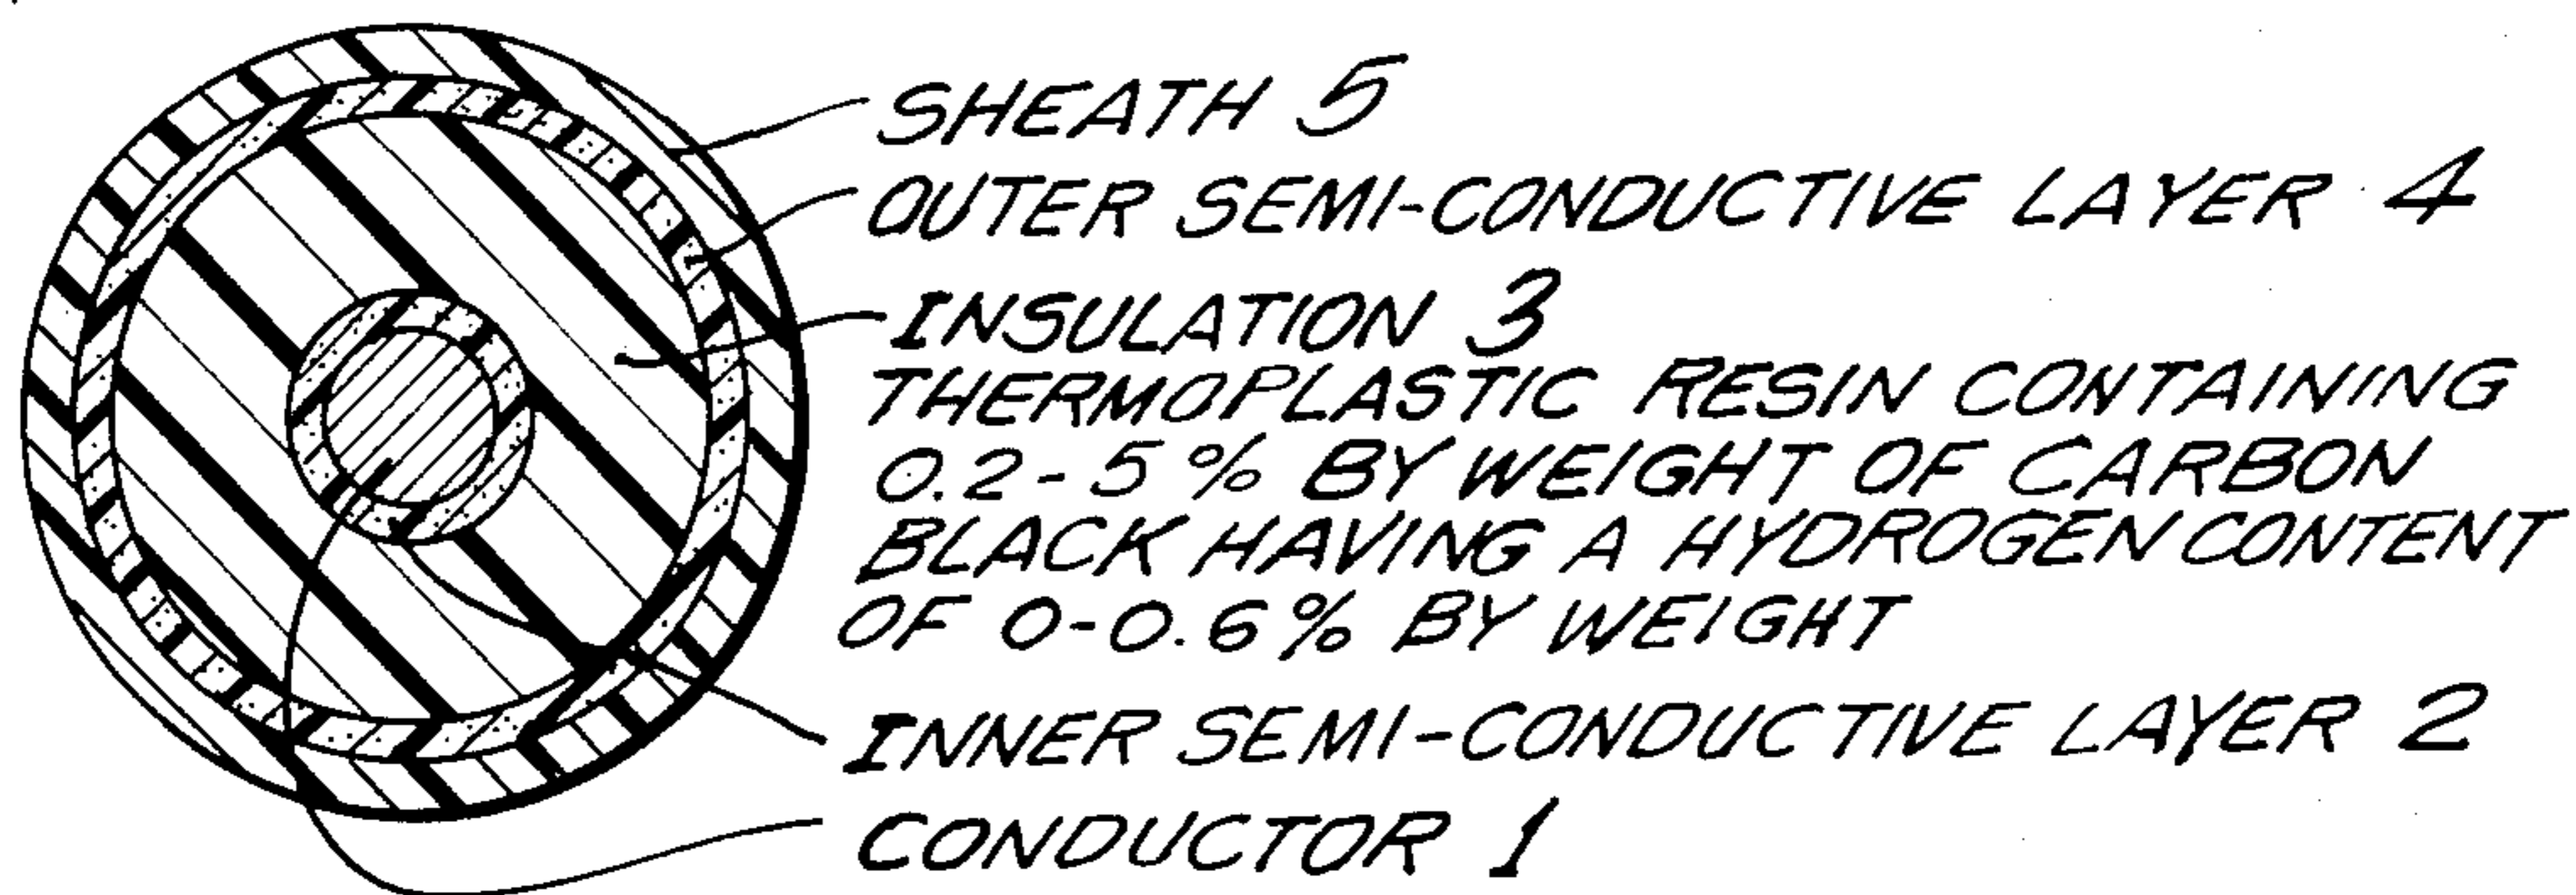 SHEATH 5
OUTER SEMI-CONDUCTIVE LAYER 4
INSULATION 3
THERMOPLASTIC RESIN CONTAINING
0.2-5% BY WEIGHT OF CARBON
BLACK HAVING A HYDROGEN CONTENT
OF 0-0.6% BY WEIGHT
INNER SEMI-CONDUCTIVE LAYER 2
CONDUCTOR 1